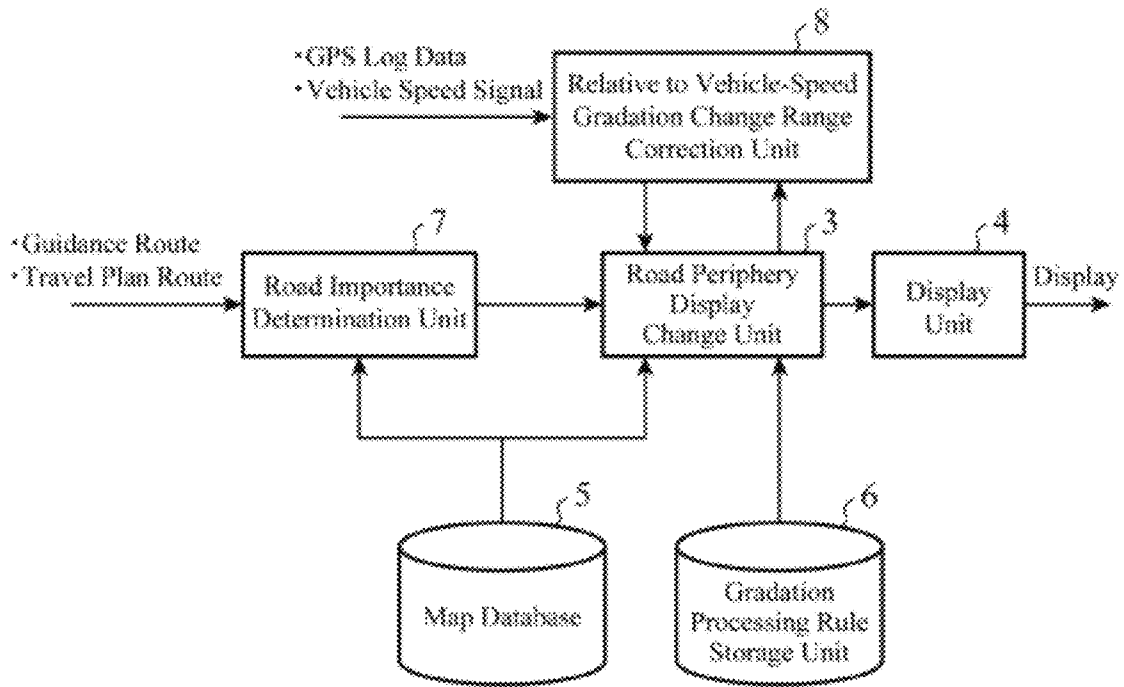 8
・GPS Log Data
・Vehicle Speed Signal
Relative to Vehicle-Speed
Gradation Change Range
Correction Unit
・Guidance Route
・Travel Plan Route
7
Road Importance
Determination Unit
3
Road Periphery
Display
Change Unit
4
Display
Unit
Display
5
Map Database
6
Gradation
Processing Rule
Storage Unit